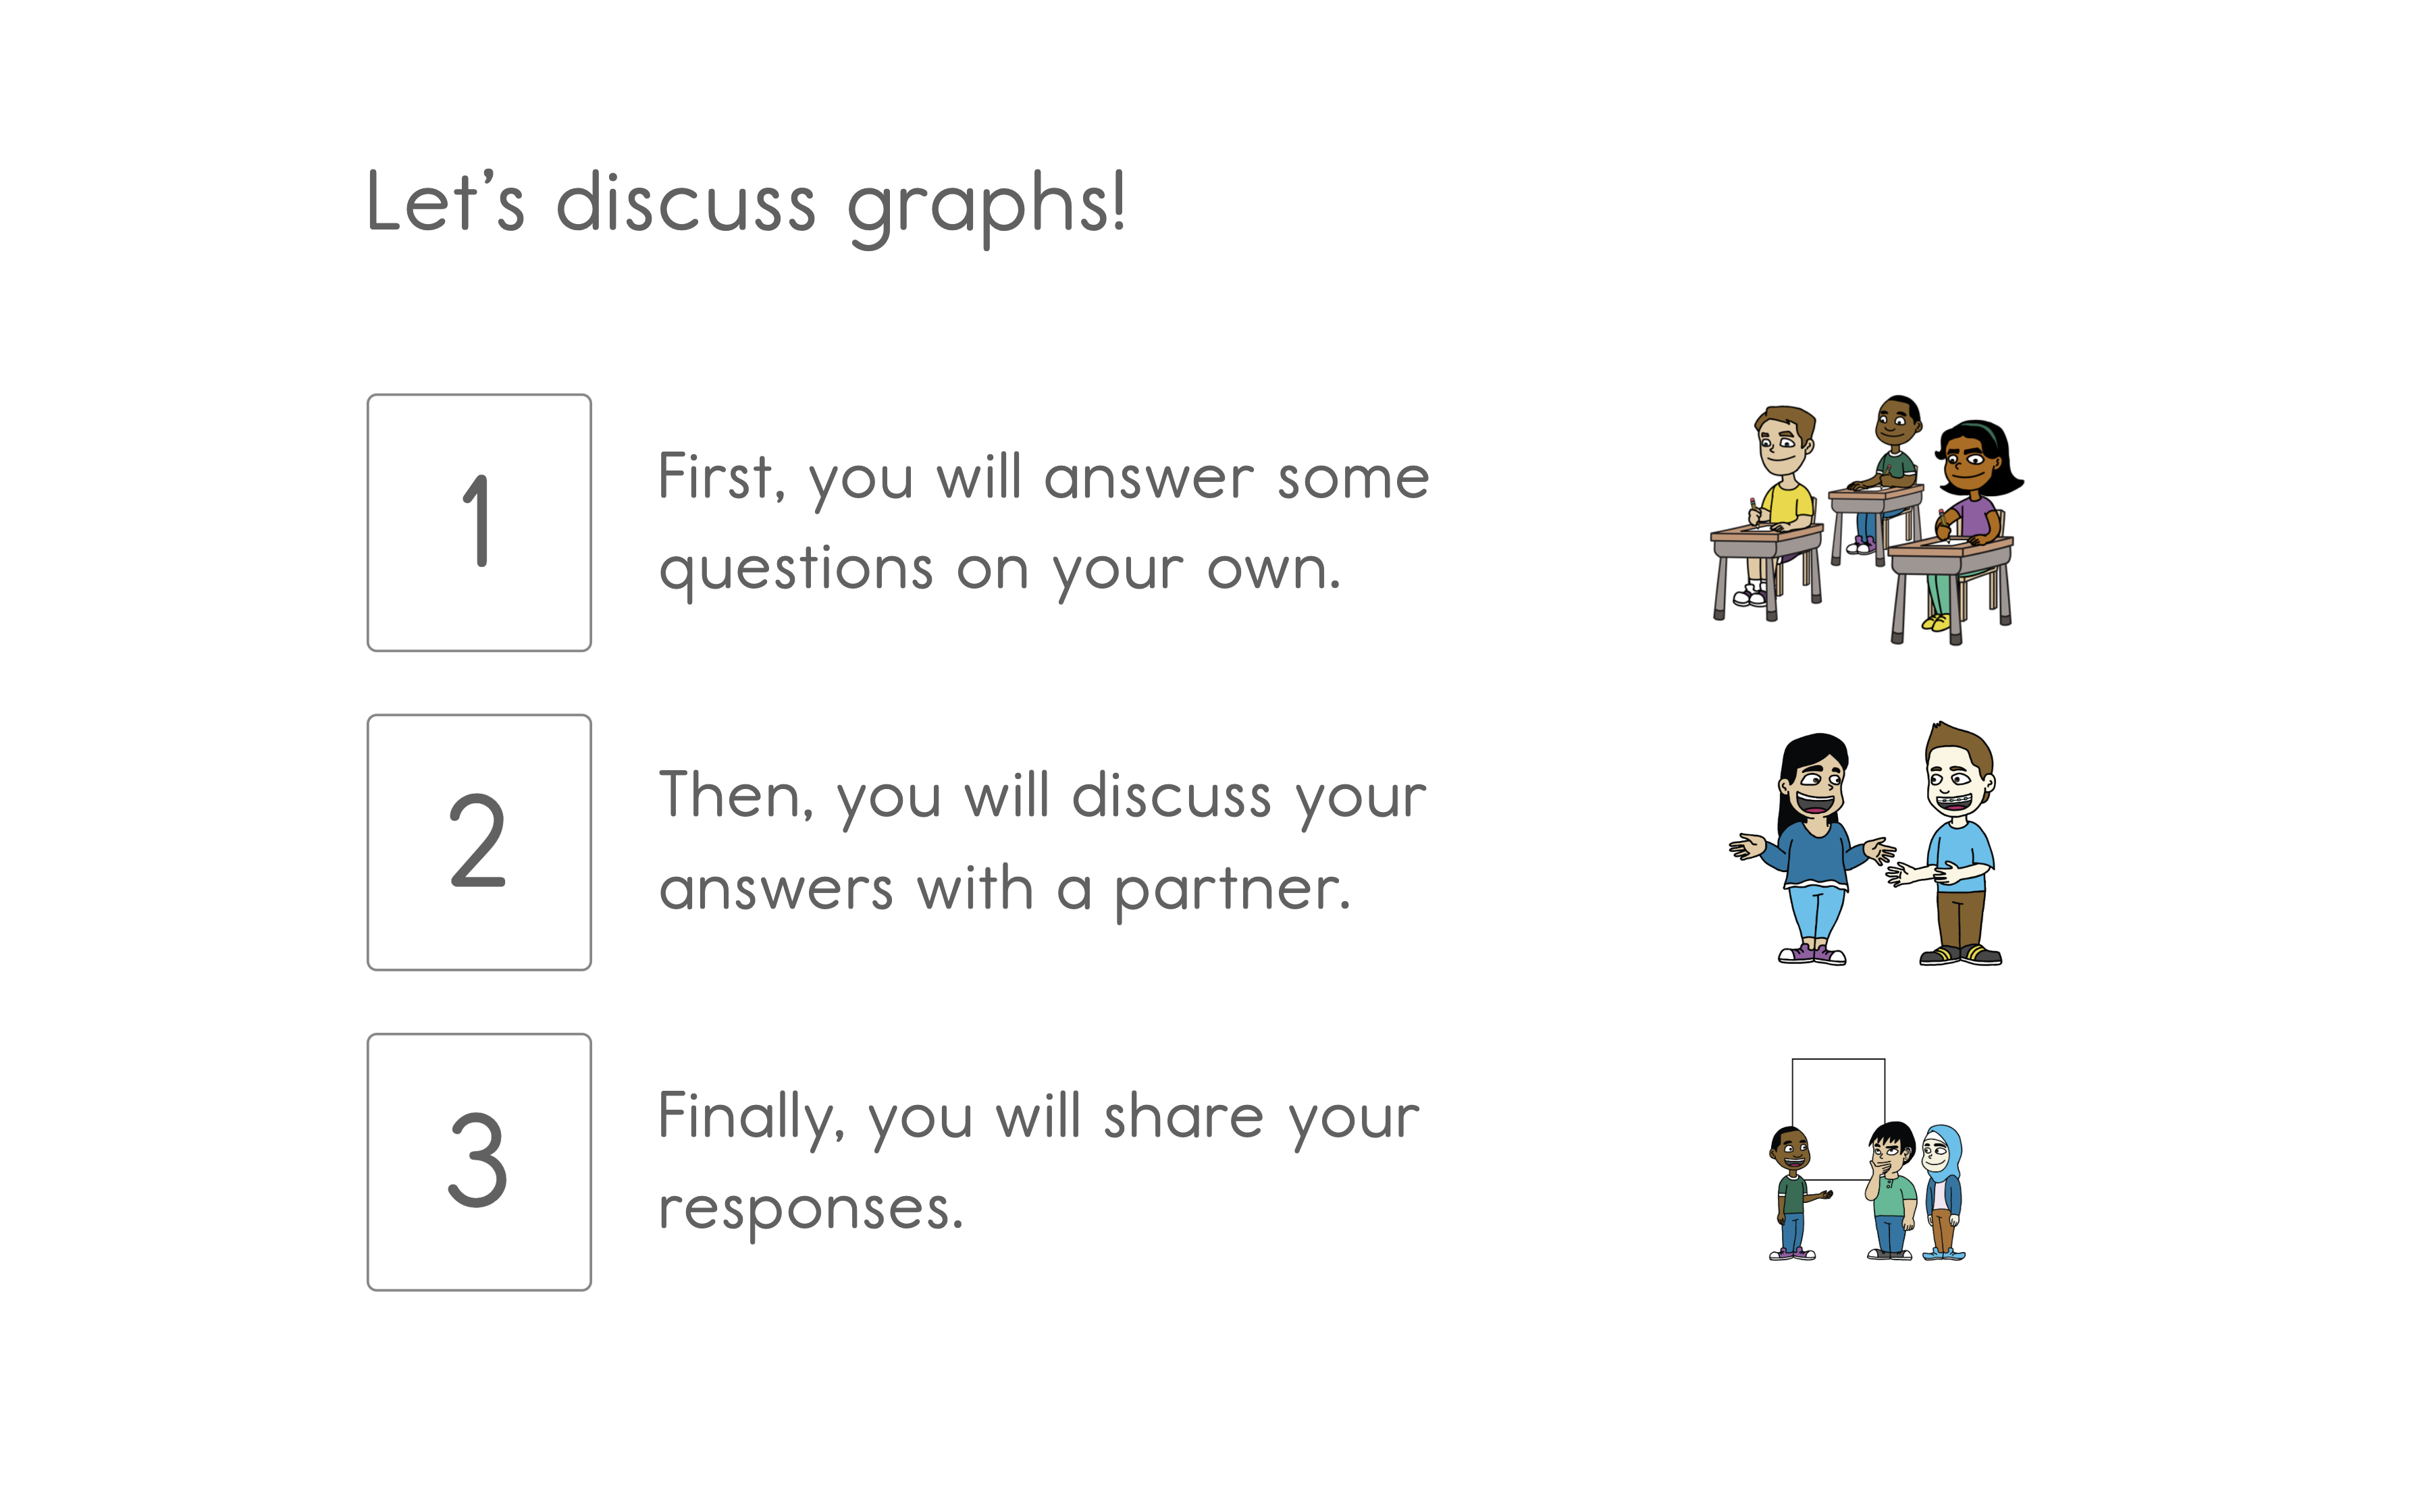 Let’s discuss graphs!
1
First, you will answer some
questions on your own.
2
Then, you will discuss your
answers with a partner.
3
Finally, you will share your
responses.